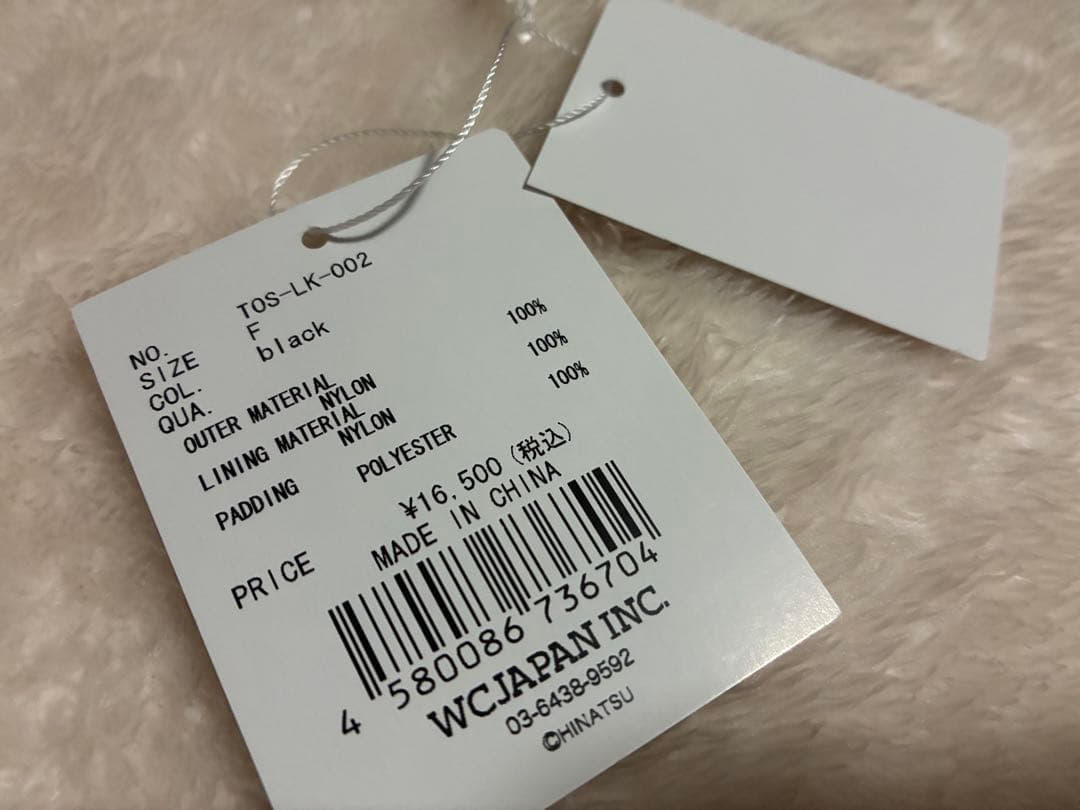 NO. TOS-LK-002
SIZE F
COL. black
QUA.
OUTER MATERIAL
NYLON 100%
LINING MATERIAL
NYLON 100%
PADDING POLYESTER 100%
PRICE ¥16,500(税込)
MADE IN CHINA
4 580086 736704
WCJAPAN INC.
03-6438-9592
©HINATSU